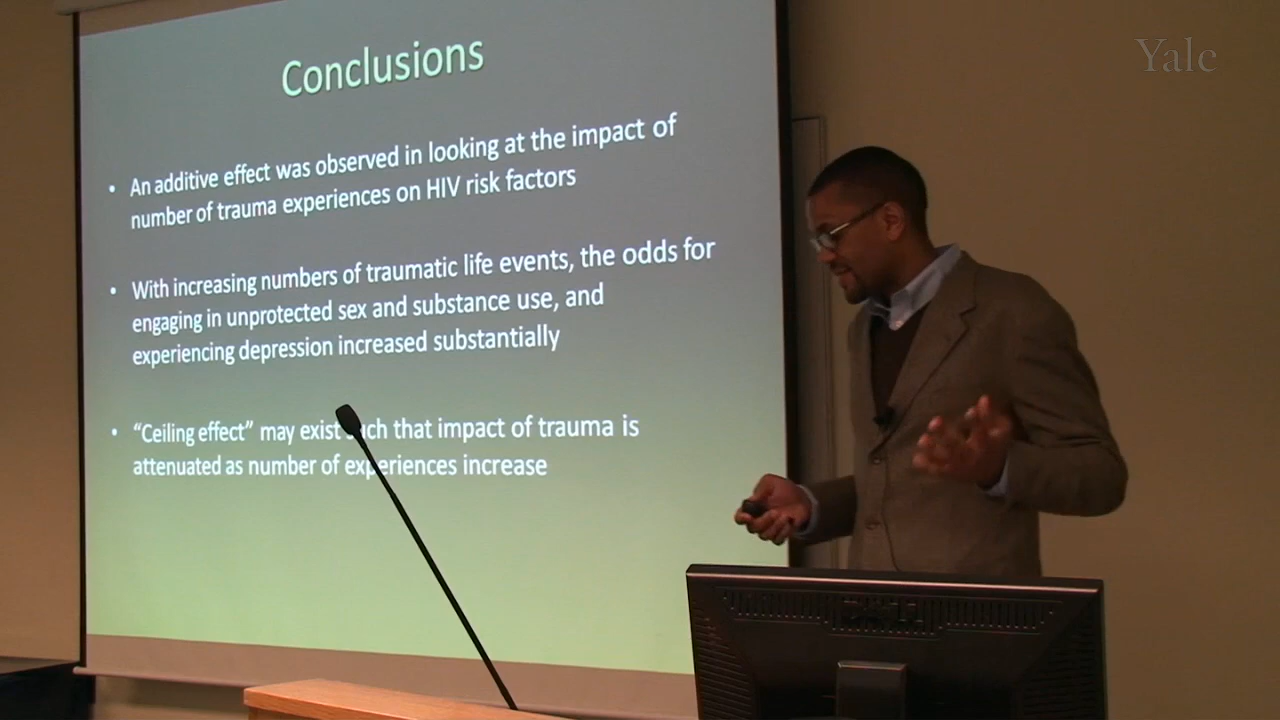 Yale
Conclusions
• An additive effect was observed in looking at the impact of
number of trauma experiences on HIV risk factors
• With increasing numbers of traumatic life events, the odds for
engaging in unprotected sex and substance use, and
experiencing depression increased substantially
• “Ceiling effect” may exist such that impact of trauma is
attenuated as number of experiences increase